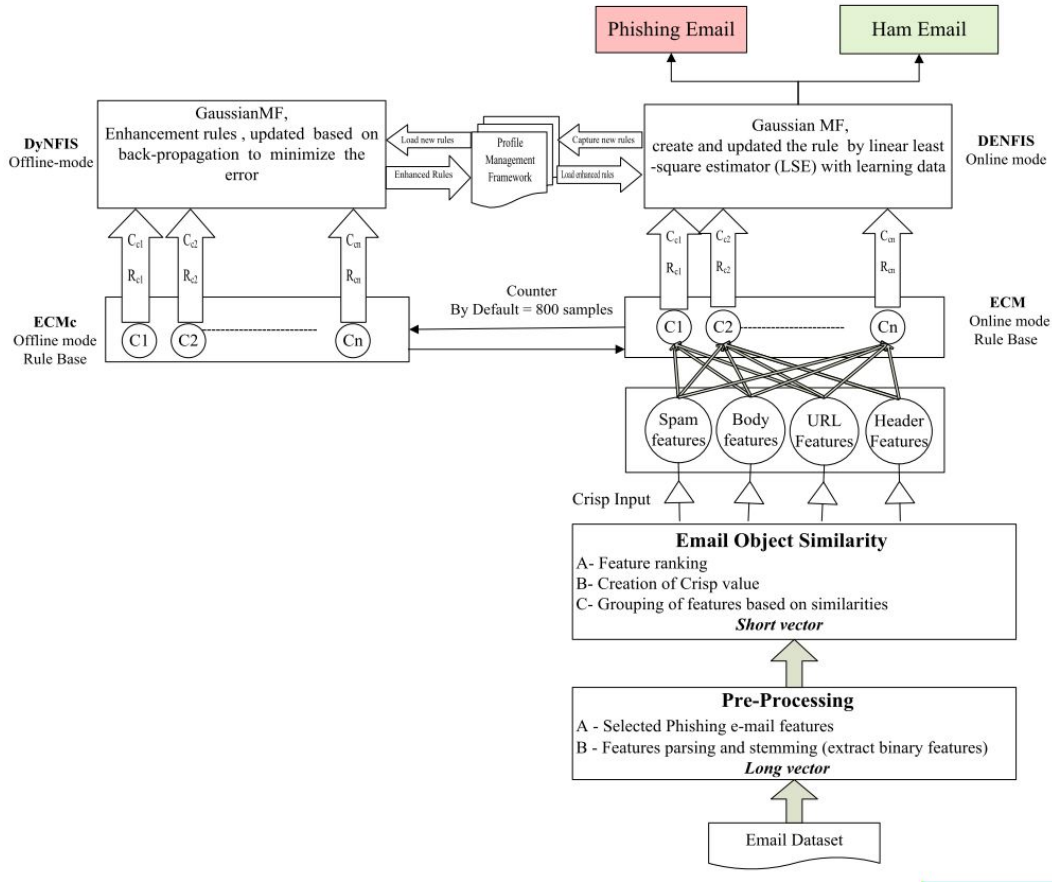 Phishing Email
Ham Email
DyNFIS
Offline-mode
GaussianMF,
Enhancement rules , updated based on
back-propagation to minimize the
error
Load new rules
Enhanced Rules
Profile
Management
Framework
Capture new rules
Load enhanced rules
Gaussian MF,
create and updated the rule by linear least
-square estimator (LSE) with learning data
DENFIS
Online mode
Cc1
Rc1
Cc2
Rc2
Ccn
Rcn
Cc1
Rc1
Cc2
Rc2
Ccn
Rcn
ECMc
Offline mode
Rule Base
C1
C2
Cn
Counter
By Default = 800 samples
C1
C2
Cn
ECM
Online mode
Rule Base
Spam
features
Body
features
URL
Features
Header
Features
Crisp Input
Email Object Similarity
A- Feature ranking
B- Creation of Crisp value
C- Grouping of features based on similarities
Short vector
Pre-Processing
A - Selected Phishing e-mail features
B - Features parsing and stemming (extract binary features)
Long vector
Email Dataset